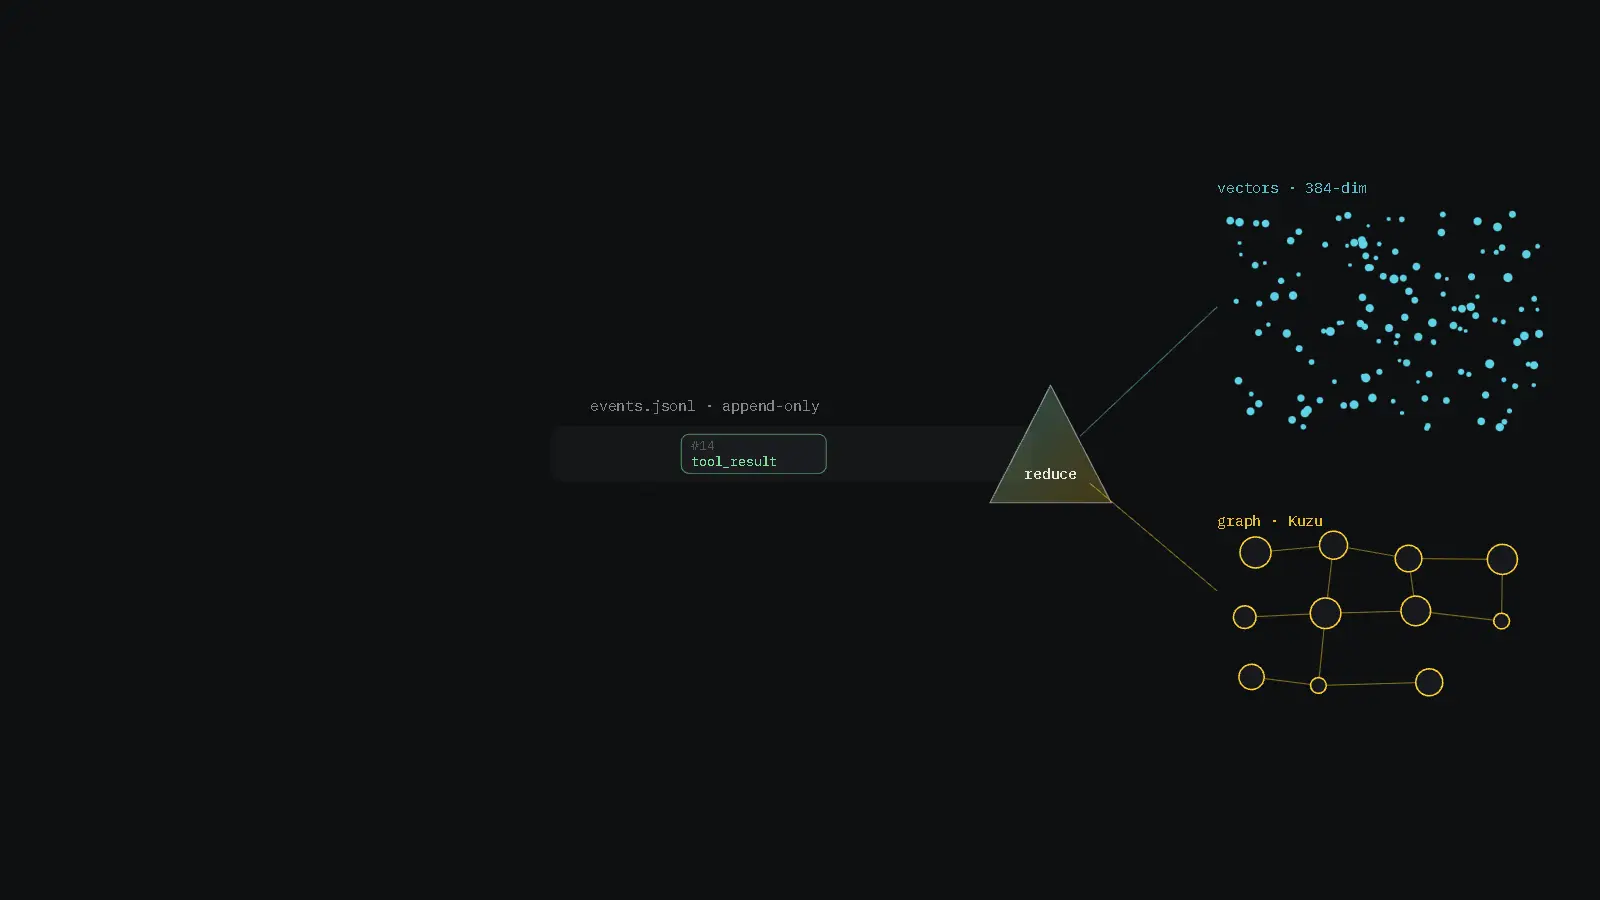 vectors · 384-dim
events.jsonl · append-only
#14
tool_result
reduce
graph · Kuzu